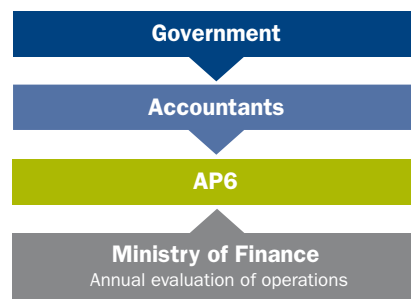 Government
Accountants
AP6
Ministry of Finance
Annual evaluation of operations